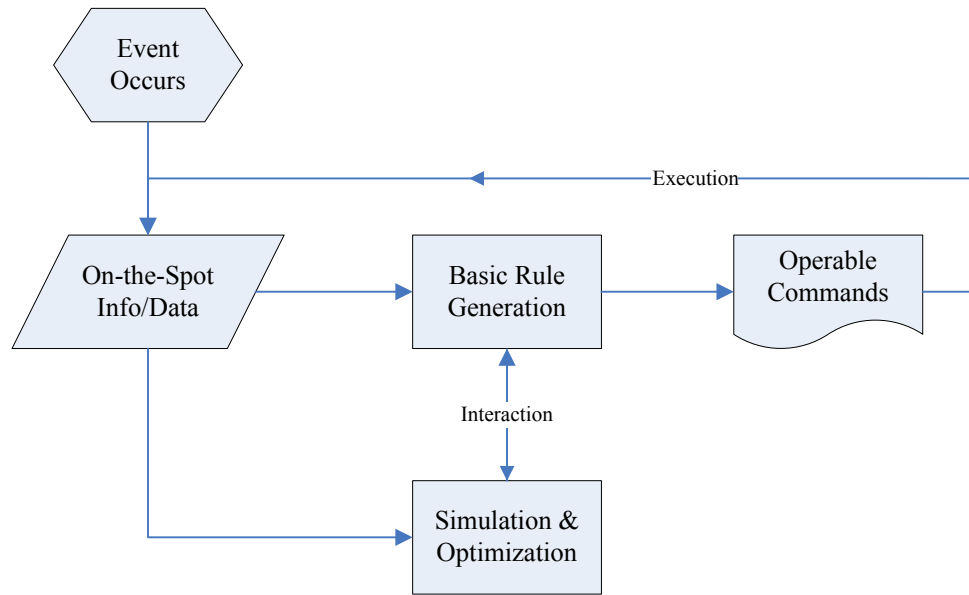 Event
Occurs
Execution
On-the-Spot
Info/Data
Basic Rule
Generation
Operable
Commands
Interaction
Simulation &
Optimization